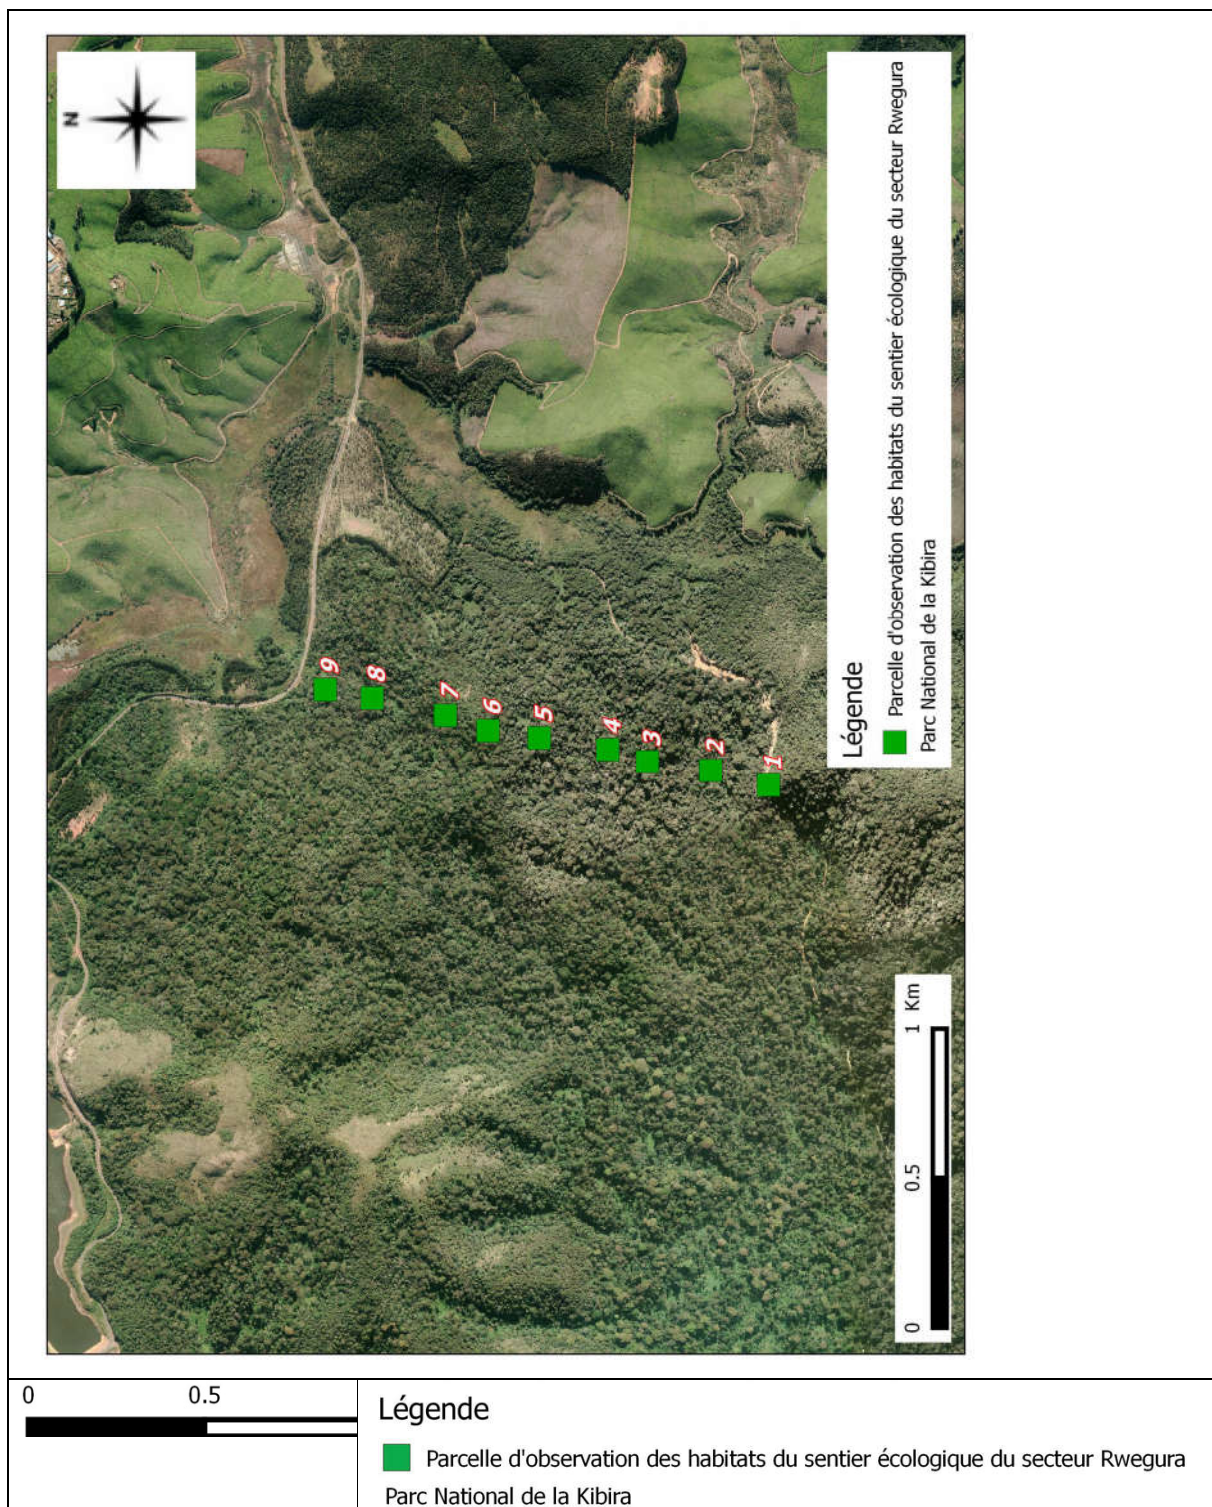 N
Légende
Parcelle d'observation des habitats du sentier écologique du secteur Rwegura
Parc National de la Kibira
9
8
7
6
5
4
3
2
1
0 0.5 1 Km
0 0.5
Légende
Parcelle d'observation des habitats du sentier écologique du secteur Rwegura
Parc National de la Kibira